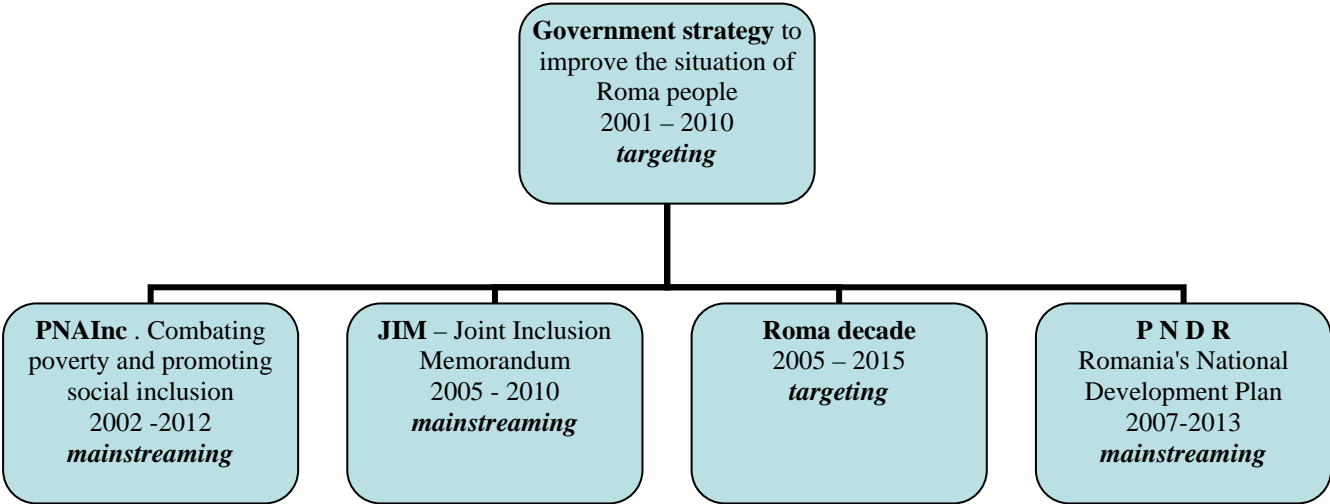 Government strategy to
improve the situation of
Roma people
2001 – 2010
targeting
PNAInc . Combating
poverty and promoting
social inclusion
2002 -2012
mainstreaming
JIM – Joint Inclusion
Memorandum
2005 - 2010
mainstreaming
Roma decade
2005 – 2015
targeting
P N D R
Romania's National
Development Plan
2007-2013
mainstreaming